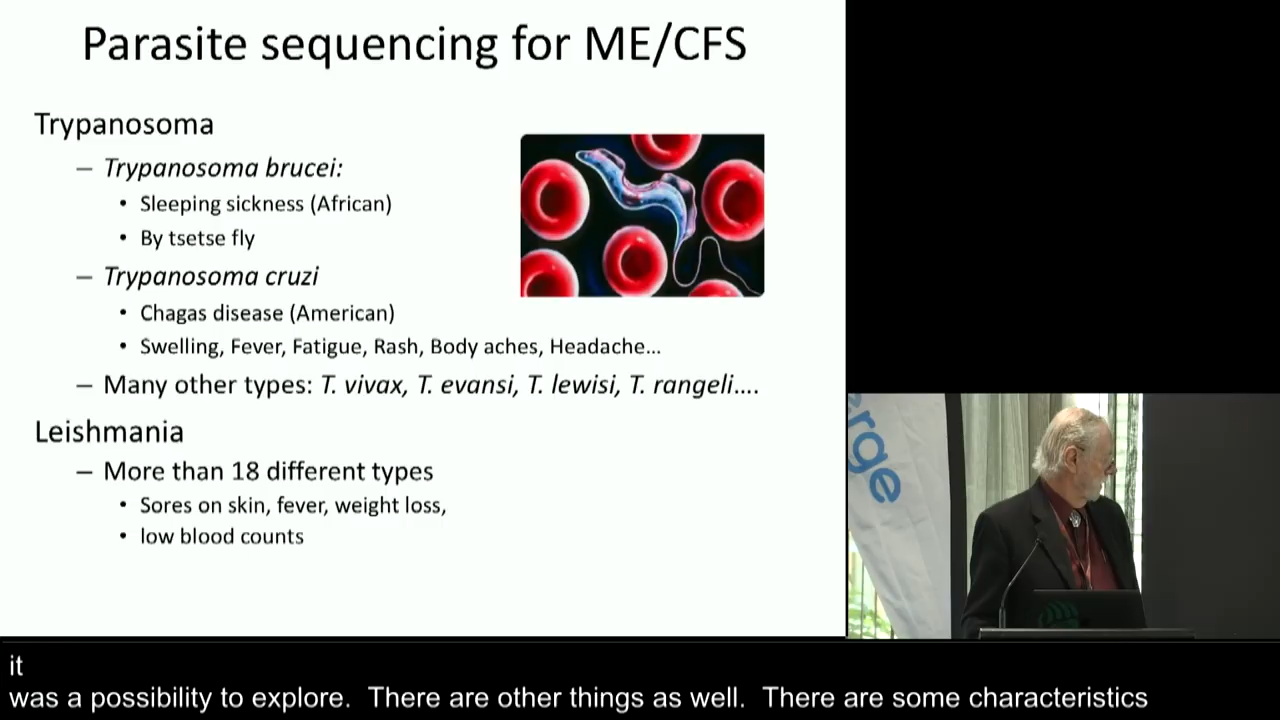 Parasite sequencing for ME/CFS
Trypanosoma
– Trypanosoma brucei:
• Sleeping sickness (African)
• By tsetse fly
– Trypanosoma cruzi
• Chagas disease (American)
• Swelling, Fever, Fatigue, Rash, Body aches, Headache…
– Many other types: T. vivax, T. evansi, T. lewisi, T. rangeli….
Leishmania
– More than 18 different types
• Sores on skin, fever, weight loss,
• low blood counts
erge
it
was a possibility to explore. There are other things as well. There are some characteristics